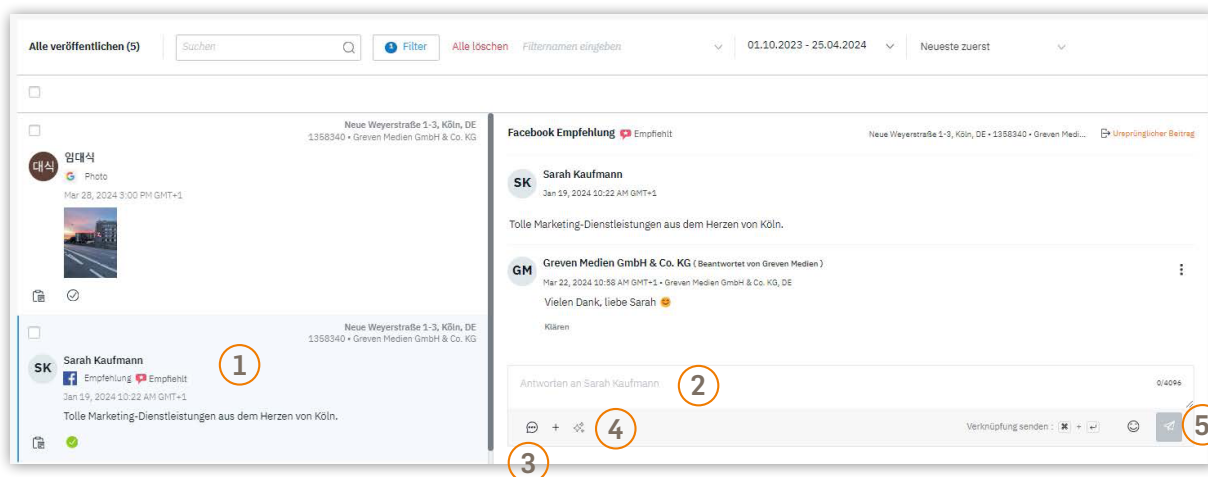 Alle veröffentlichen (5)
Suchen
1 Filter
Alle löschen
Filternamen eingeben
01.10.2023 - 25.04.2024
Neueste zuerst
Neue Weyerstraße 1-3, Köln, DE
1358340 • Greven Medien GmbH & Co. KG
대식
임대식
G Photo
Mar 28, 2024 3:00 PM GMT+1
Neue Weyerstraße 1-3, Köln, DE
1358340 • Greven Medien GmbH & Co. KG
1
SK
Sarah Kaufmann
f Empfehlung Empfiehlt
Jan 19, 2024 10:22 AM GMT+1
Tolle Marketing-Dienstleistungen aus dem Herzen von Köln.
Facebook Empfehlung Empfiehlt
Neue Weyerstraße 1-3, Köln, DE • 1358340 • Greven Medi...
Ursprünglicher Beitrag
SK
Sarah Kaufmann
Jan 19, 2024 10:22 AM GMT+1
Tolle Marketing-Dienstleistungen aus dem Herzen von Köln.
GM
Greven Medien GmbH & Co. KG ( Beantwortet von Greven Medien )
Mar 22, 2024 10:58 AM GMT+1 • Greven Medien GmbH & Co. KG, DE
Vielen Dank, liebe Sarah 😊
Klären
Antworten an Sarah Kaufmann
2
0/4096
+
4
Verknüpfung senden : ⌘ + ↵
5
3